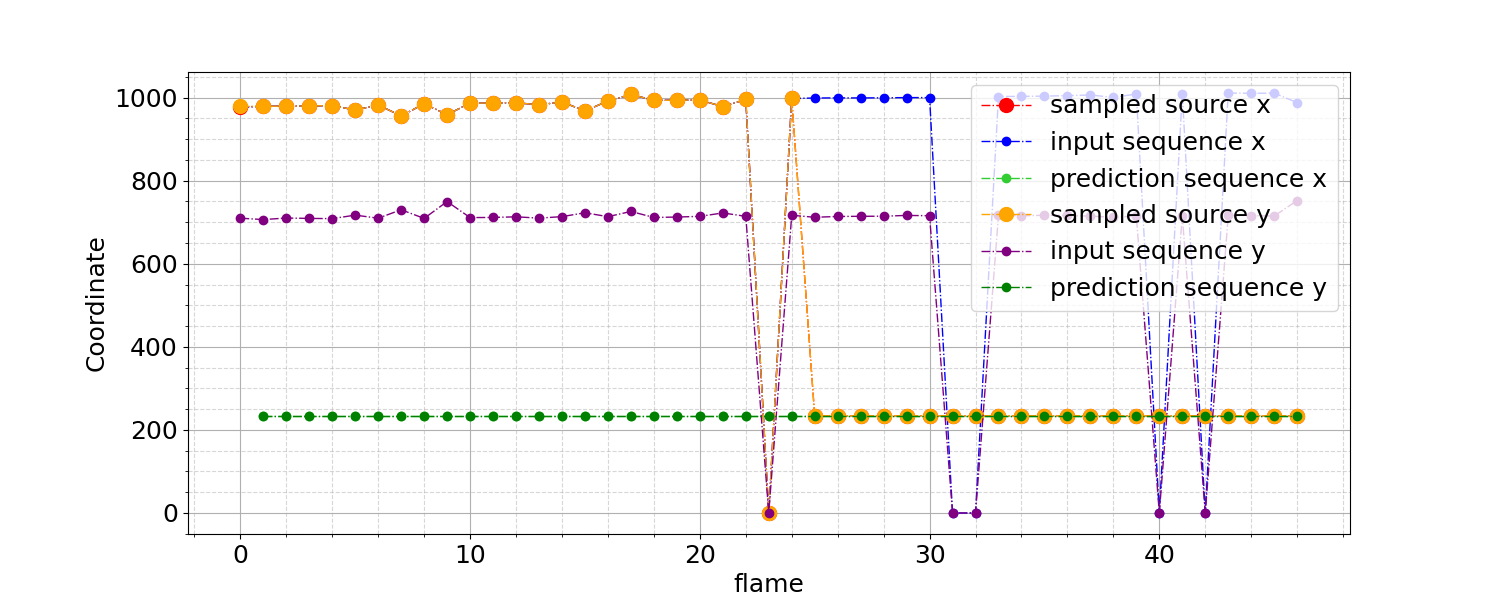 1000
800
600
400
200
0
Coordinate
0 10 20 30 40
flame
sampled source x
input sequence x
prediction sequence x
sampled source y
input sequence y
prediction sequence y